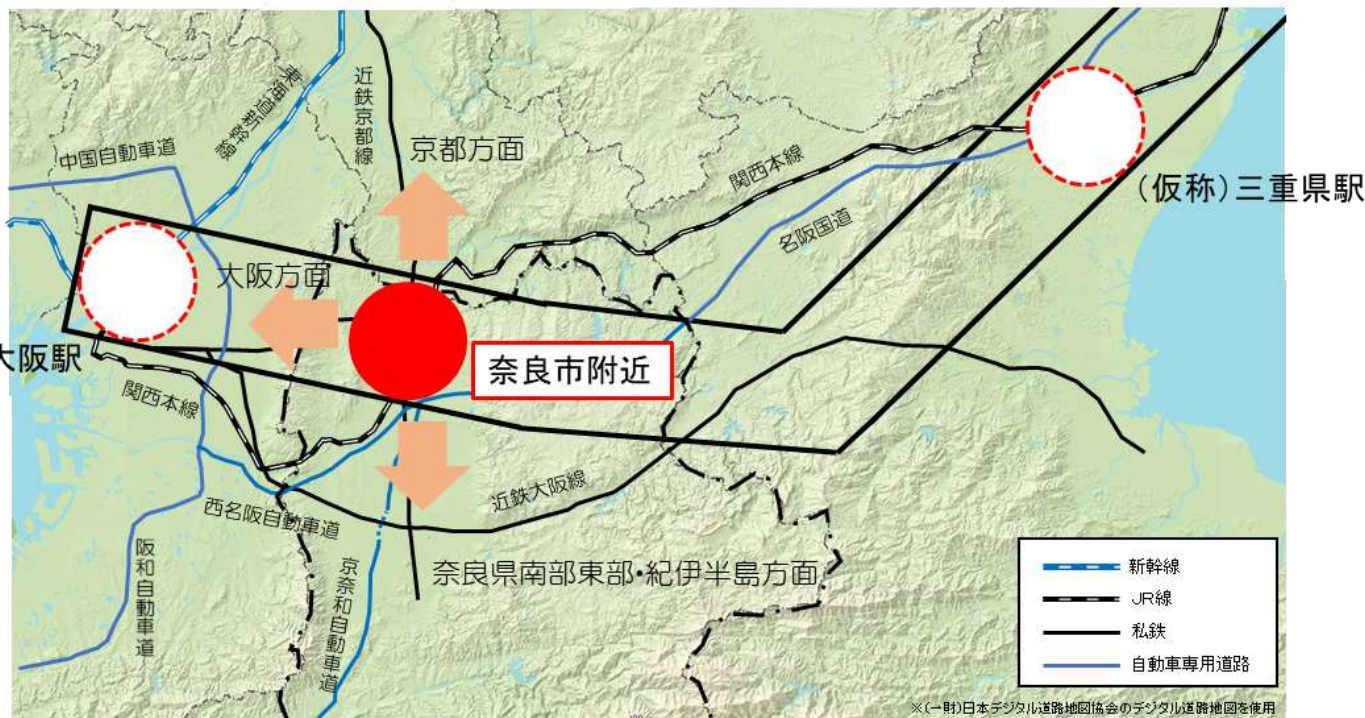 東海道新幹線
近鉄京都線
中国自動車道
京都方面
関西本線
(仮称)三重県駅
名阪国道
大阪方面
大阪駅
奈良市附近
関西本線
近鉄大阪線
西名阪自動車道
阪和自動車道
京奈和自動車道
奈良県南部東部・紀伊半島方面
新幹線
JR線
私鉄
自動車専用道路
※(一財)日本デジタル道路地図協会のデジタル道路地図を使用